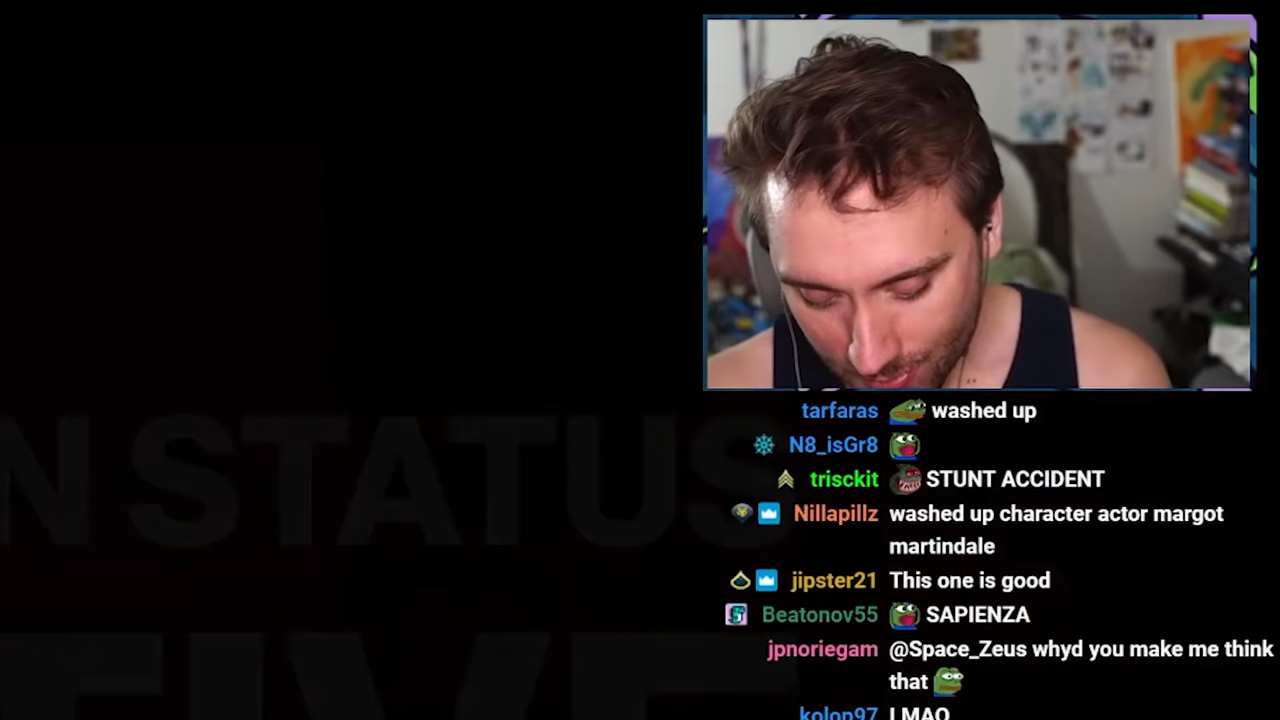 tarfaras washed up
N8_isGr8
trisckit STUNT ACCIDENT
Nillapillz washed up character actor margot
martindale
jipster21 This one is good
Beatonov55 SAPIENZA
jpnoriegam @Space_Zeus whyd you make me think
that
kolop97 LMAO
N STATUS